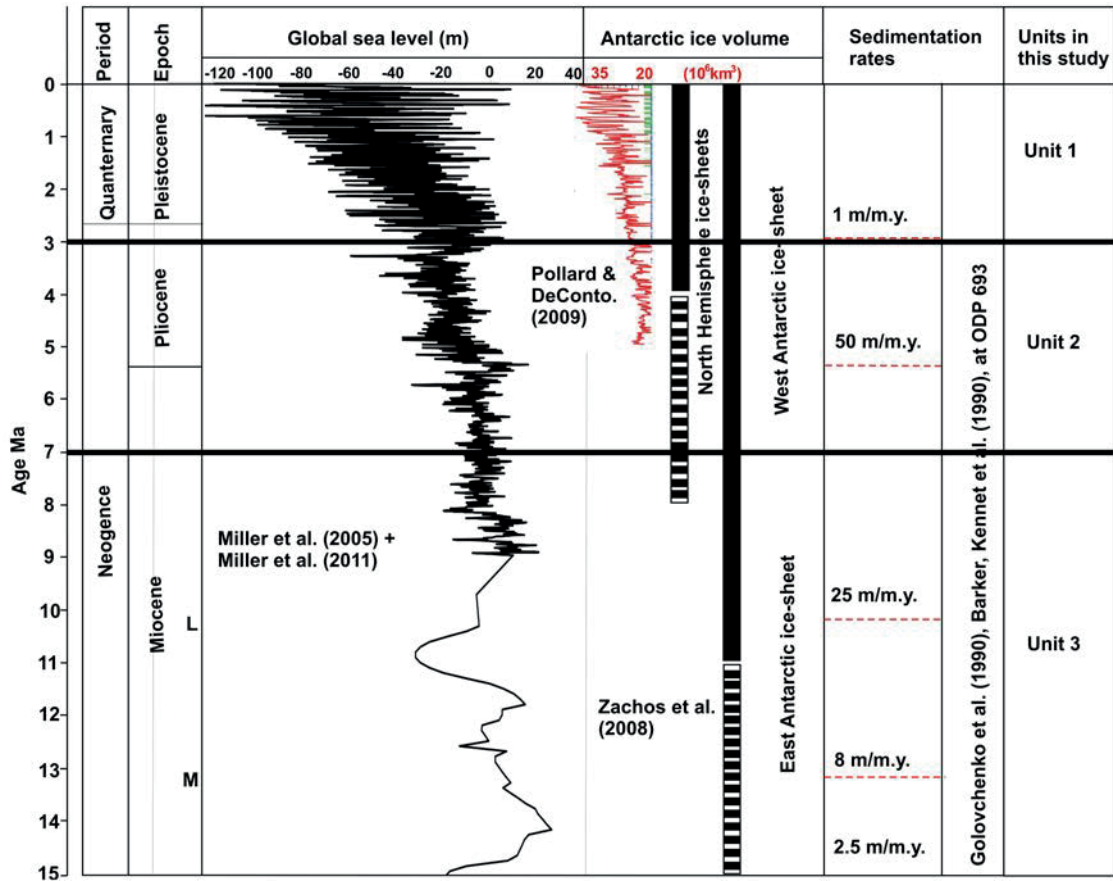 Period
Epoch
Global sea level (m)
-120 -100 -80 -60 -40 -20 0 20 40
Antarctic ice volume
35 20 (10⁶km³)
Sedimentation
rates
Units in
this study
Age Ma
0
1
2
3
4
5
6
7
8
9
10
11
12
13
14
15
Quanternary
Neogence
Pleistocene
Pliocene
Miocene
L
M
Miller et al. (2005) +
Miller et al. (2011)
Pollard &
DeConto.
(2009)
Zachos et al.
(2008)
North Hemisphere ice-sheets
West Antarctic ice-sheet
East Antarctic ice-sheet
1 m/m.y.
50 m/m.y.
25 m/m.y.
8 m/m.y.
2.5 m/m.y.
Golovchenko et al. (1990), Barker, Kennet et al. (1990), at ODP 693
Unit 1
Unit 2
Unit 3